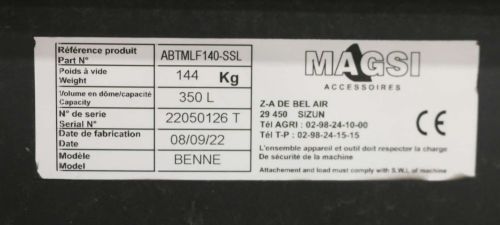 Référence produit
Part N°
ABTMLF140-SSL
Poids à vide
Weight
144 Kg
Volume en dôme/capacité
Capacity
350 L
N° de serie
Serial Number
22050126 T
Date de fabrication
Date
08/09/22
Modèle
Model
BENNE
MAGSI
ACCESSOIRES
Z-A DE BEL AIR
29 450 SIZUN
Tél AGRI : 02-98-24-10-00
Tél T-P : 02-98-24-15-15
CE
L'ensemble appareil et outil doit respecter la charge
De sécurité de la machine
Attachement and load must comply with S.W.L of machine